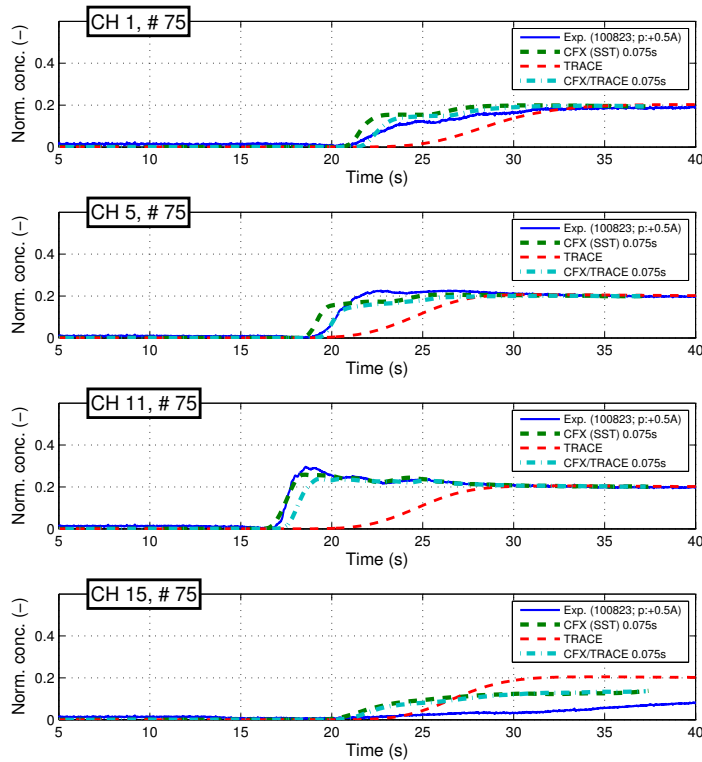 CH 1, # 75
Norm. conc. (−)
0.4
0.2
0
Exp. (100823; p:+0.5A)
CFX (SST) 0.075s
TRACE
CFX/TRACE 0.075s
5 10 15 20 25 30 35 40
Time (s)
CH 5, # 75
Norm. conc. (−)
0.4
0.2
0
Exp. (100823; p:+0.5A)
CFX (SST) 0.075s
TRACE
CFX/TRACE 0.075s
5 10 15 20 25 30 35 40
Time (s)
CH 11, # 75
Norm. conc. (−)
0.4
0.2
0
Exp. (100823; p:+0.5A)
CFX (SST) 0.075s
TRACE
CFX/TRACE 0.075s
5 10 15 20 25 30 35 40
Time (s)
CH 15, # 75
Norm. conc. (−)
0.4
0.2
0
Exp. (100823; p:+0.5A)
CFX (SST) 0.075s
TRACE
CFX/TRACE 0.075s
5 10 15 20 25 30 35 40
Time (s)